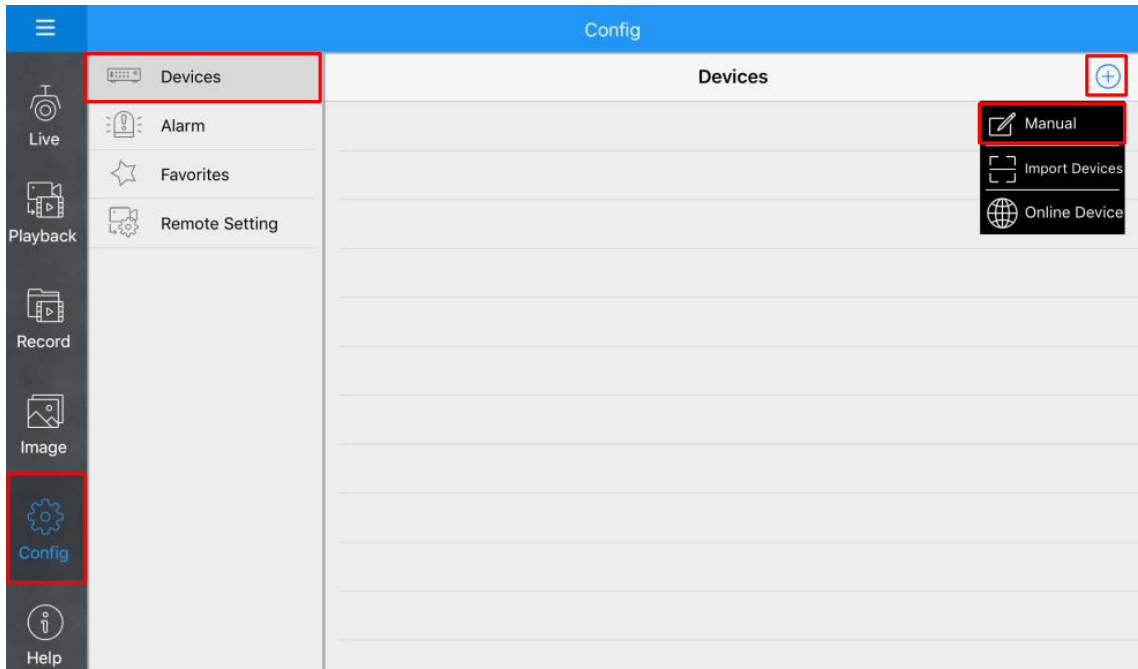 Config
Live
Playback
Record
Image
Config
Help
Devices
Alarm
Favorites
Remote Setting
Devices
Manual
Import Devices
Online Device